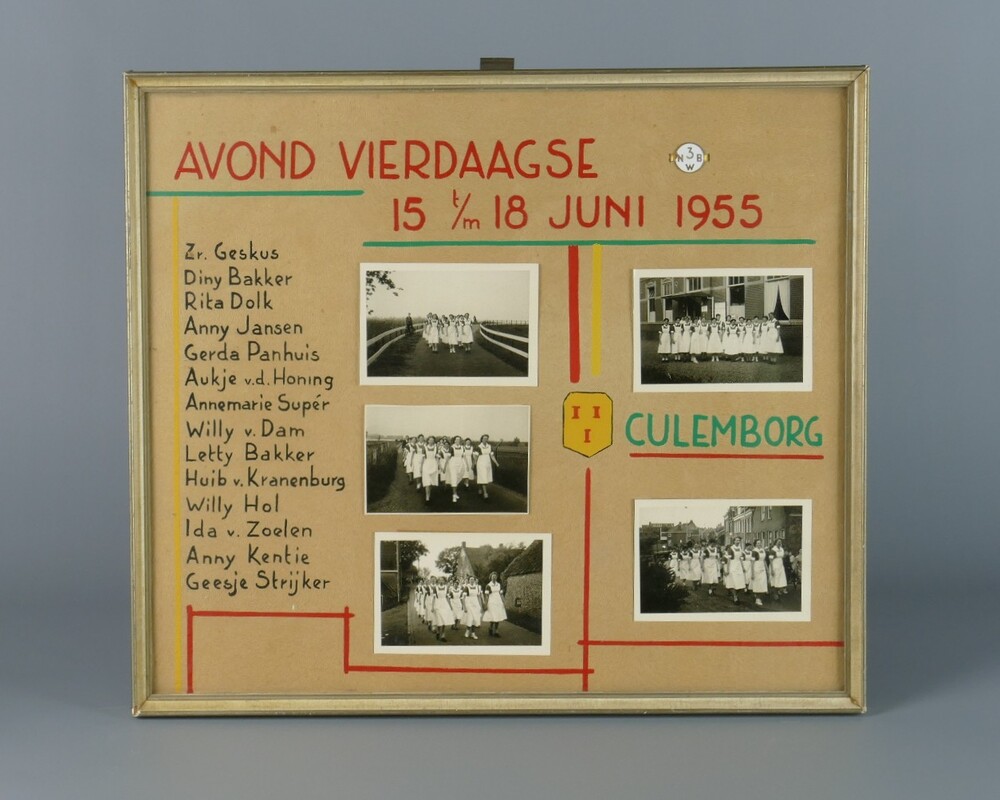 AVOND VIERDAAGSE
N 3 B
W
15 t/m 18 JUNI 1955
Zr. Geskus
Diny Bakker
Rita Dolk
Anny Jansen
Gerda Panhuis
Aukje v.d. Honing
Annemarie Supér
Willy v. Dam
Letty Bakker
Huib v. Kranenburg
Willy Hol
Ida v. Zoelen
Anny Kentie
Geesje Strijker
CULEMBORG